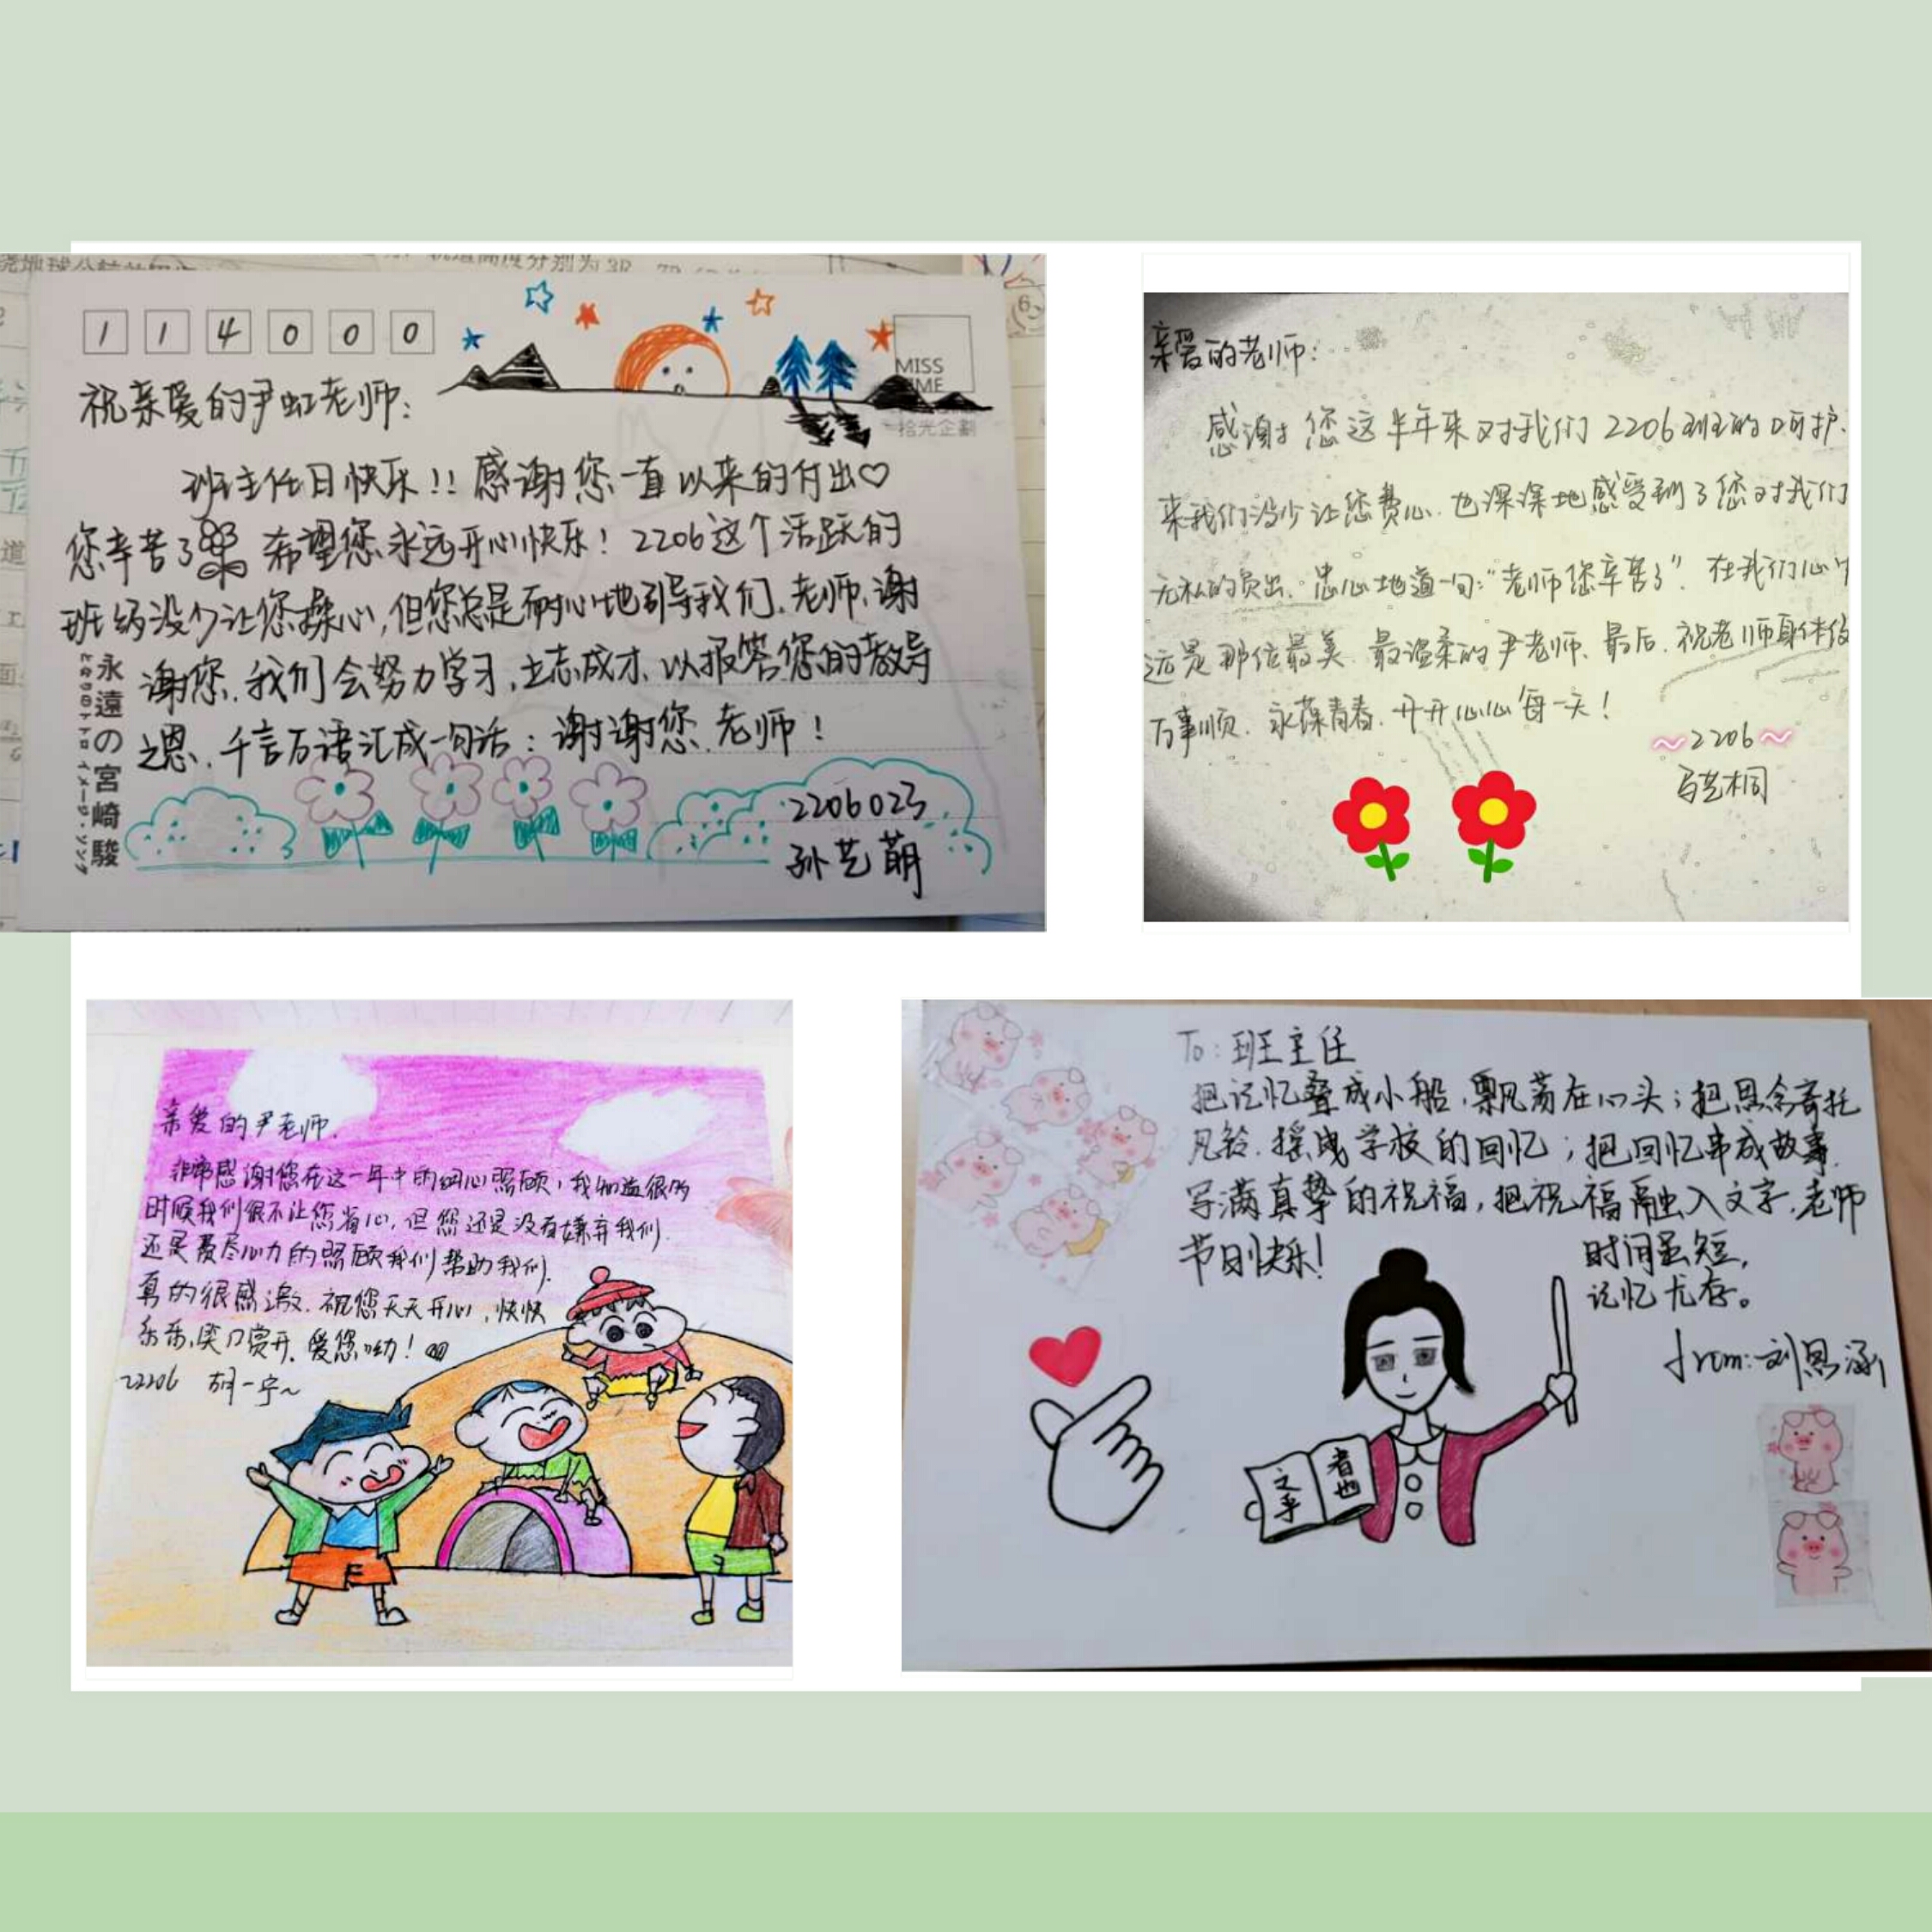 1 1 4 0 0 0
MISS
拾光企劃
祝亲爱的尹虹老师:
班主任日快乐!! 感谢您一直以来的付出♡
您辛苦了 希望您永远开心快乐! 2206这个活跃的
班级没少让您操心,但您总是耐心地引导我们.老师,谢
谢您.我们会努力学习,立志成才,以报答您的教导
之恩.千言万语汇成一句话:谢谢您.老师!
2206023
孙艺萌
永遠の宮崎駿
亲爱的老师:
感谢您这半年来对我们2206班的呵护.
来我们没少让您费心.也深深地感受到了您对我们
无私的负出.忠心地道一句:“老师您辛苦了”.在我们心
远是那位最美.最温柔的尹老师.最后.祝老师身体
万事顺.永葆青春.开开心心每一天!
~2206~
马艺桐
亲爱的尹老师.
非常感谢您在这一年中的细心照顾,我知道很多
时候我们很不让您省心,但您还是没有嫌弃我们.
还是费尽心力的照顾我们帮助我们.
真的很感激.祝您天天开心,快快
乐乐,笑口常开.爱您呦!
2206 胡一宁~
To:班主任
把记忆叠成小船,飘荡在心头;把思念寄托
风铃.摇曳学校的回忆;把回忆串成故事.
写满真挚的祝福,把祝福融入文字,老师
节日快乐!
时间虽短,
记忆尤存。
from:刘恩涵
之乎
者也